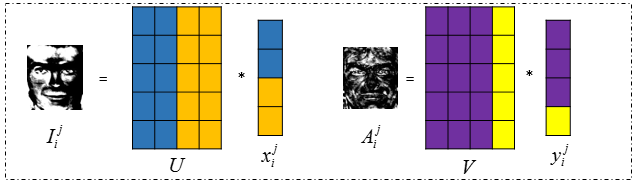 = * = *
I_i^j U x_i^j A_i^j V y_i^j